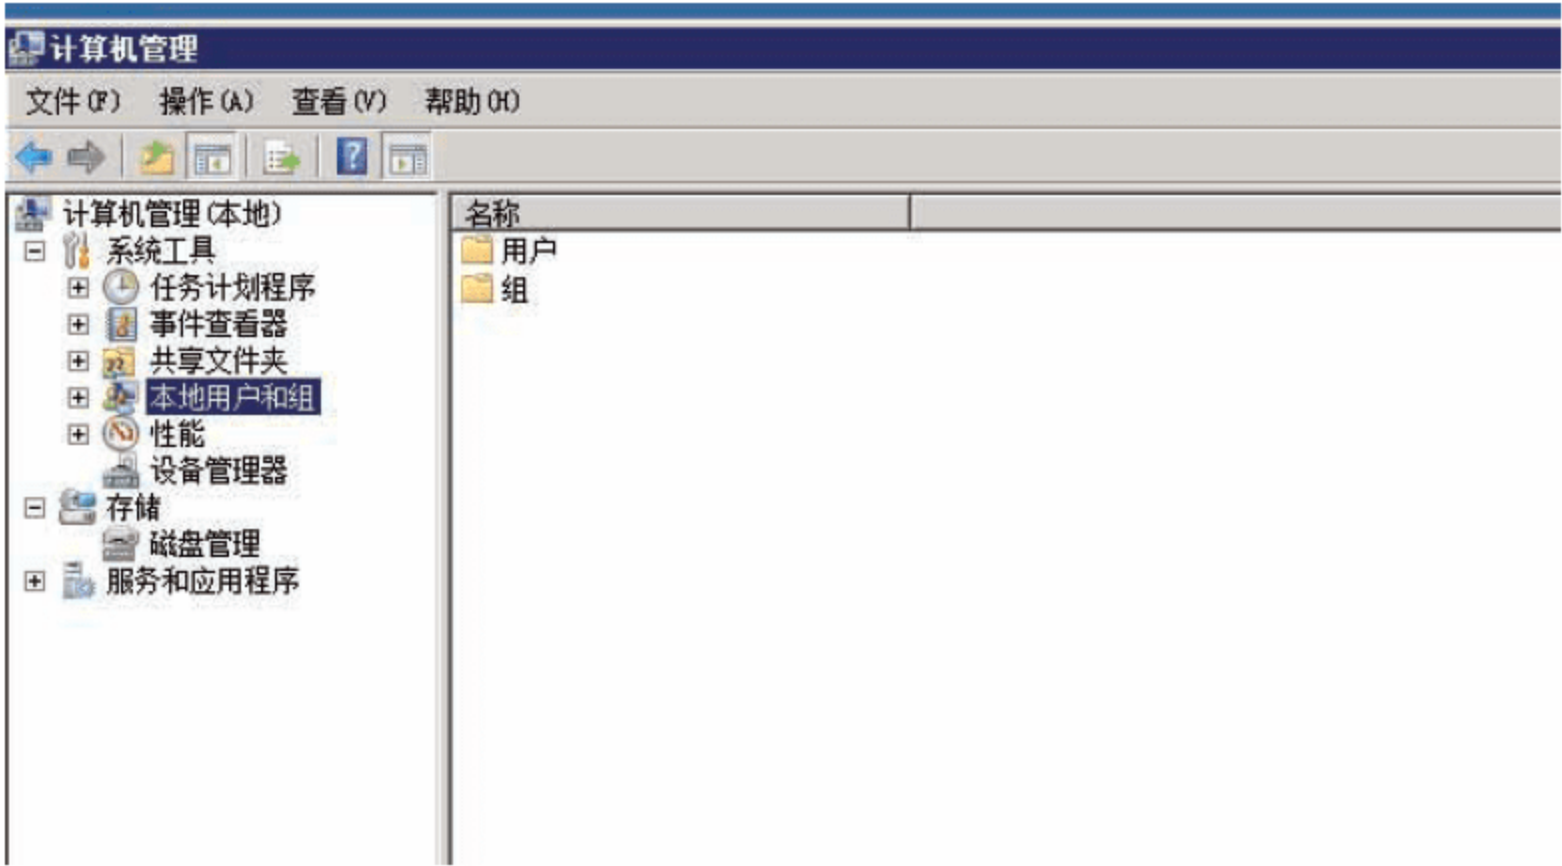 计算机管理
文件(F) 操作(A) 查看(V) 帮助(H)
计算机管理(本地)
系统工具
任务计划程序
事件查看器
共享文件夹
本地用户和组
性能
设备管理器
存储
磁盘管理
服务和应用程序
名称
用户
组